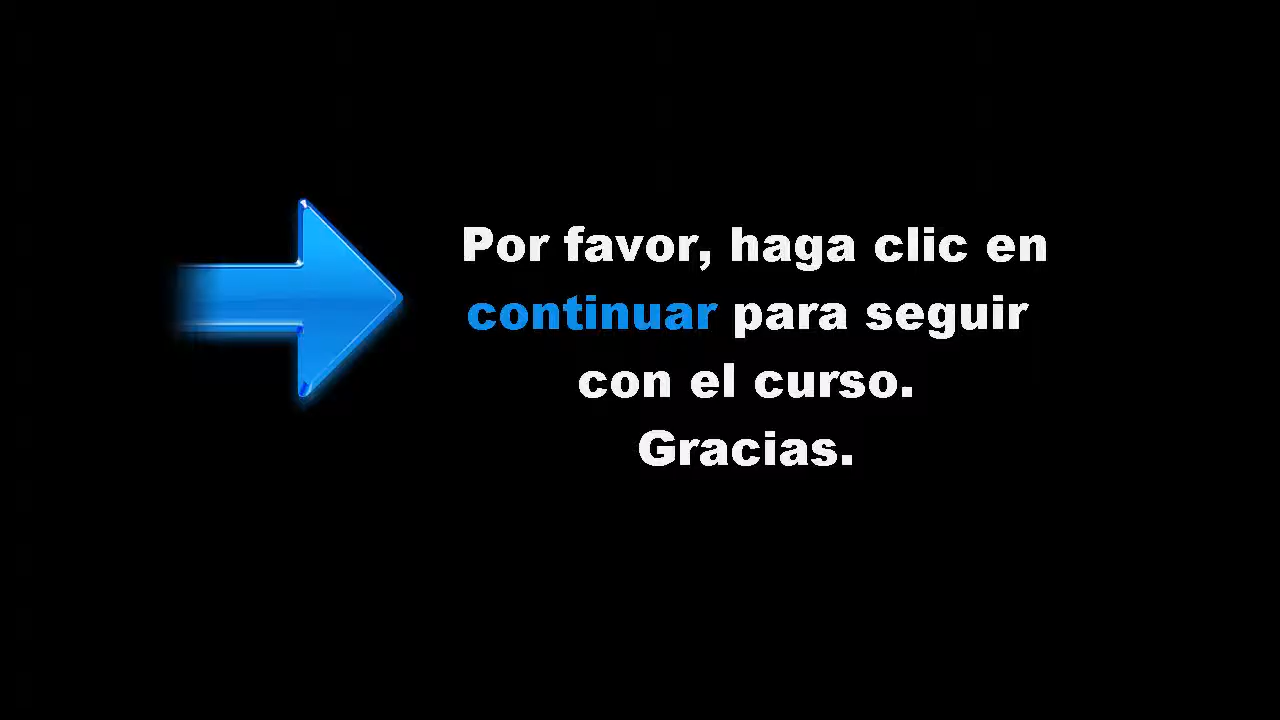 Por favor, haga clic en
continuar para seguir
con el curso.
Gracias.